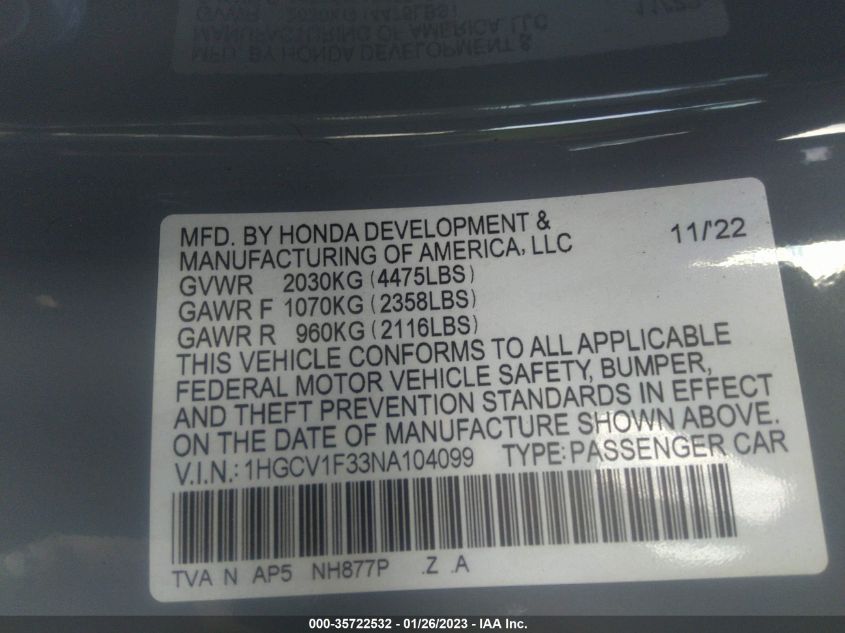 MFD. BY HONDA DEVELOPMENT &
MANUFACTURING OF AMERICA, LLC 11/'22
GVWR 2030KG (4475LBS)
GAWR F 1070KG (2358LBS)
GAWR R 960KG (2116LBS)
THIS VEHICLE CONFORMS TO ALL APPLICABLE
FEDERAL MOTOR VEHICLE SAFETY, BUMPER,
AND THEFT PREVENTION STANDARDS IN EFFECT
ON THE DATE OF MANUFACTURE SHOWN ABOVE.
V.I.N.: 1HGCV1F33NA104099 TYPE: PASSENGER CAR
TVA N AP5 NH877P .Z .A
000-35722532 - 01/26/2023 - IAA Inc.